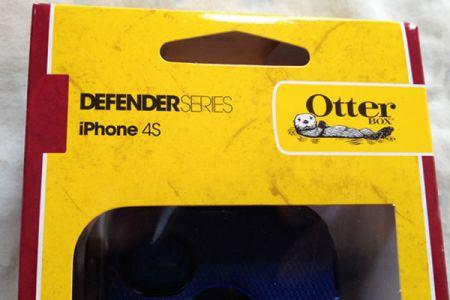 DEFENDERSERIES
iPhone 4S
Otter
BOX